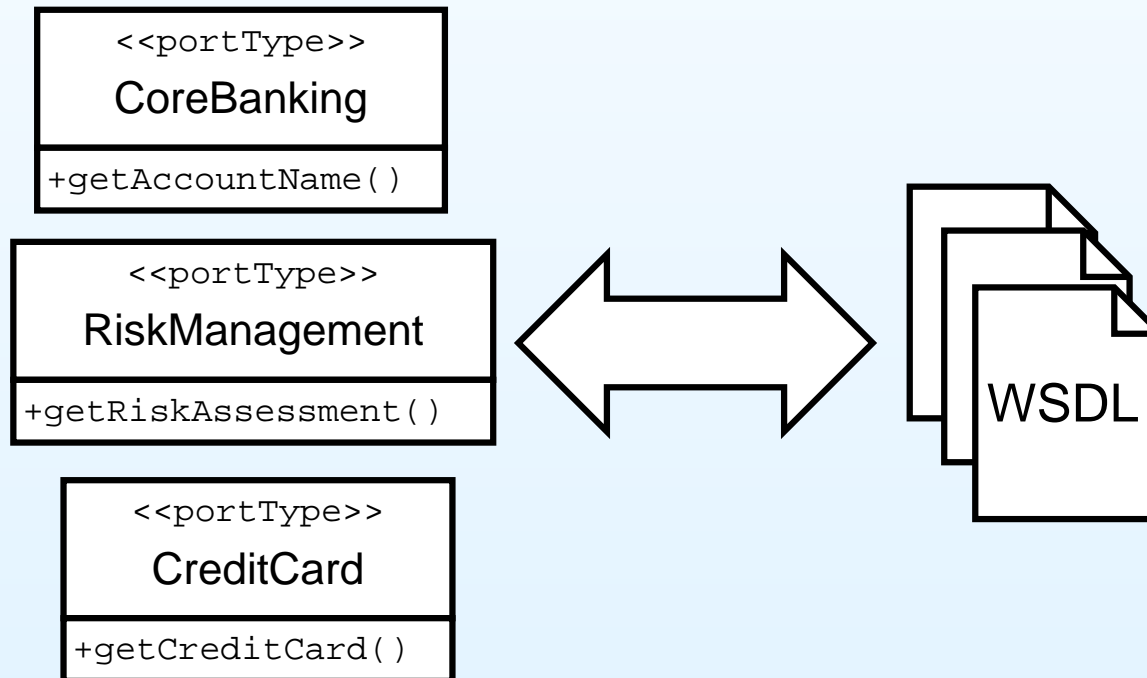 <<portType>>
CoreBanking
+getAccountName()
<<portType>>
RiskManagement
+getRiskAssessment()
<<portType>>
CreditCard
+getCreditCard()
WSDL